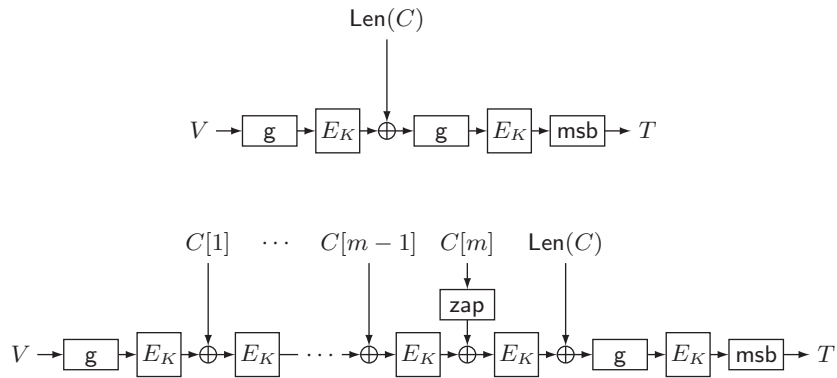 Len(C)
V g E_K ⊕ g E_K msb T
C[1] ⋯ C[m − 1] C[m] Len(C)
zap
V g E_K ⊕ E_K ⋯ ⊕ E_K ⊕ E_K ⊕ g E_K msb T